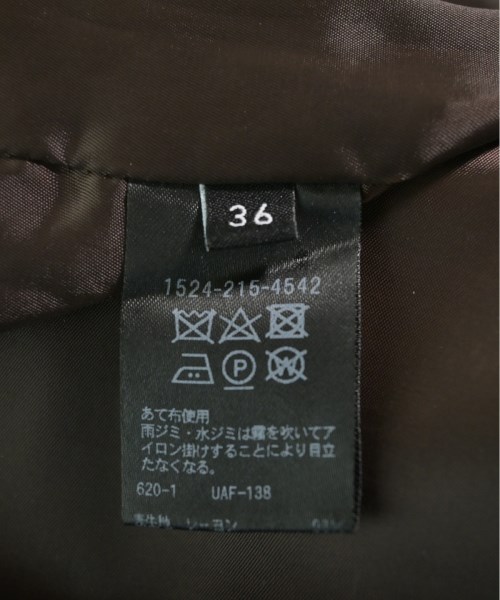 36
1524-215-4542
P
W
あて布使用
雨ジミ・水ジミは霧を吹いてア
イロン掛けすることにより目立
たなくなる。
620-1 UAF-138